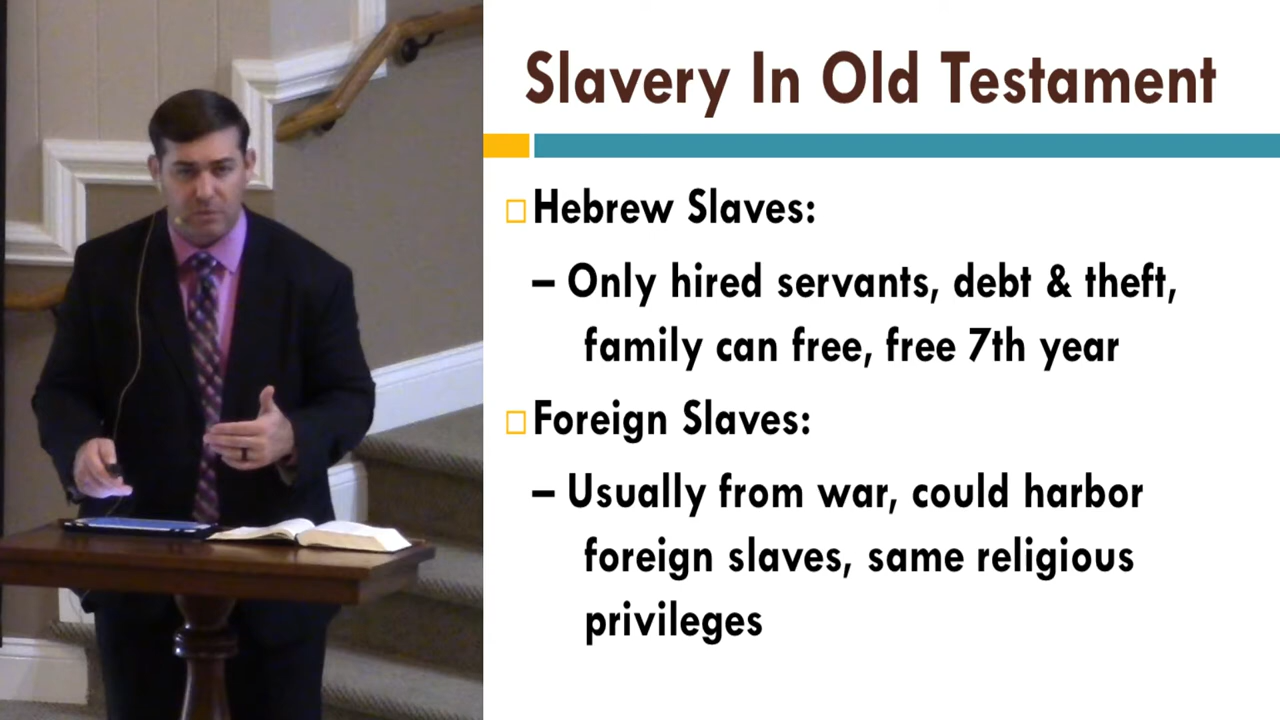 Slavery In Old Testament
Hebrew Slaves:
– Only hired servants, debt & theft,
family can free, free 7th year
Foreign Slaves:
– Usually from war, could harbor
foreign slaves, same religious
privileges